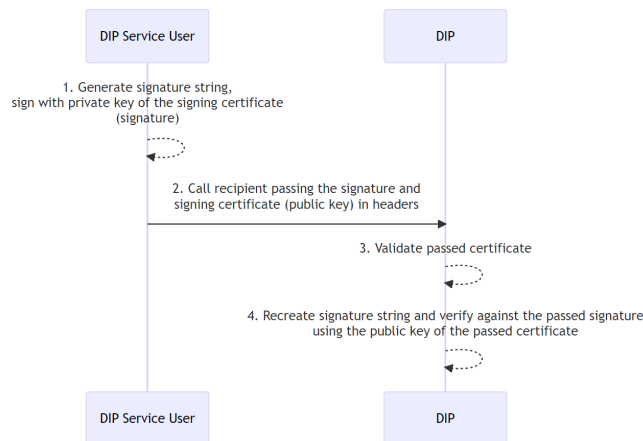 DIP Service User
DIP
1. Generate signature string,
sign with private key of the signing certificate
(signature)
2. Call recipient passing the signature and
signing certificate (public key) in headers
3. Validate passed certificate
4. Recreate signature string and verify against the passed signature
using the public key of the passed certificate
DIP Service User
DIP